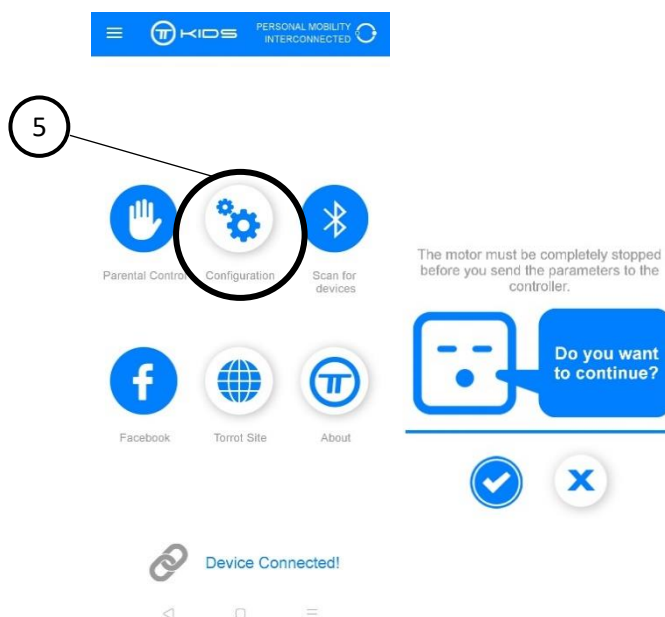 KIDS
PERSONAL MOBILITY
INTERCONNECTED
5
Parental Control
Configuration
Scan for
devices
Facebook
Torrot Site
About
Device Connected!
The motor must be completely stopped
before you send the parameters to the
controller.
Do you want
to continue?